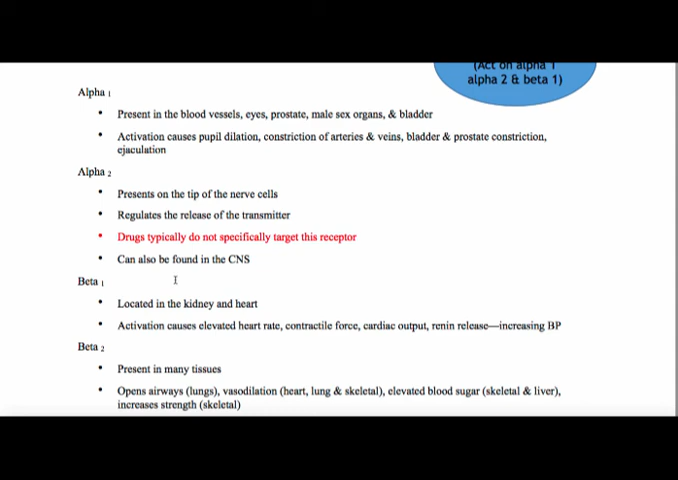 (Act on alpha 1
alpha 2 & beta 1)
Alpha 1
• Present in the blood vessels, eyes, prostate, male sex organs, & bladder
• Activation causes pupil dilation, constriction of arteries & veins, bladder & prostate constriction,
ejaculation
Alpha 2
• Presents on the tip of the nerve cells
• Regulates the release of the transmitter
• Drugs typically do not specifically target this receptor
• Can also be found in the CNS
Beta 1
• Located in the kidney and heart
• Activation causes elevated heart rate, contractile force, cardiac output, renin release—increasing BP
Beta 2
• Present in many tissues
• Opens airways (lungs), vasodilation (heart, lung & skeletal), elevated blood sugar (skeletal & liver),
increases strength (skeletal)